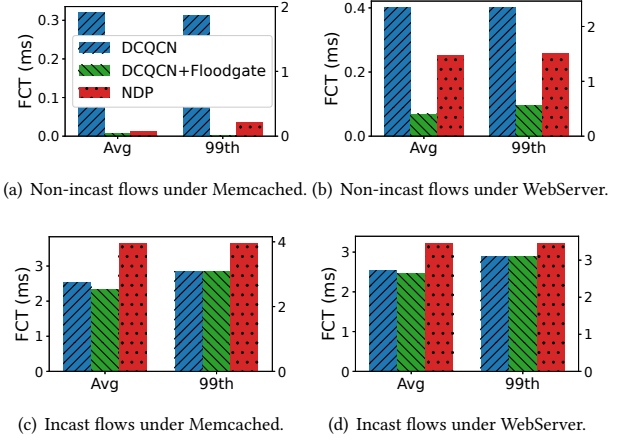 FCT (ms)
0.3
0.2
0.1
0.0
2
1
0
DCQCN
DCQCN+Floodgate
NDP
Avg 99th
FCT (ms)
0.4
0.2
0.0
2
1
0
Avg 99th
(a) Non-incast flows under Memcached. (b) Non-incast flows under WebServer.
FCT (ms)
3
2
1
0
4
2
0
Avg 99th
FCT (ms)
3
2
1
0
3
2
1
0
Avg 99th
(c) Incast flows under Memcached. (d) Incast flows under WebServer.